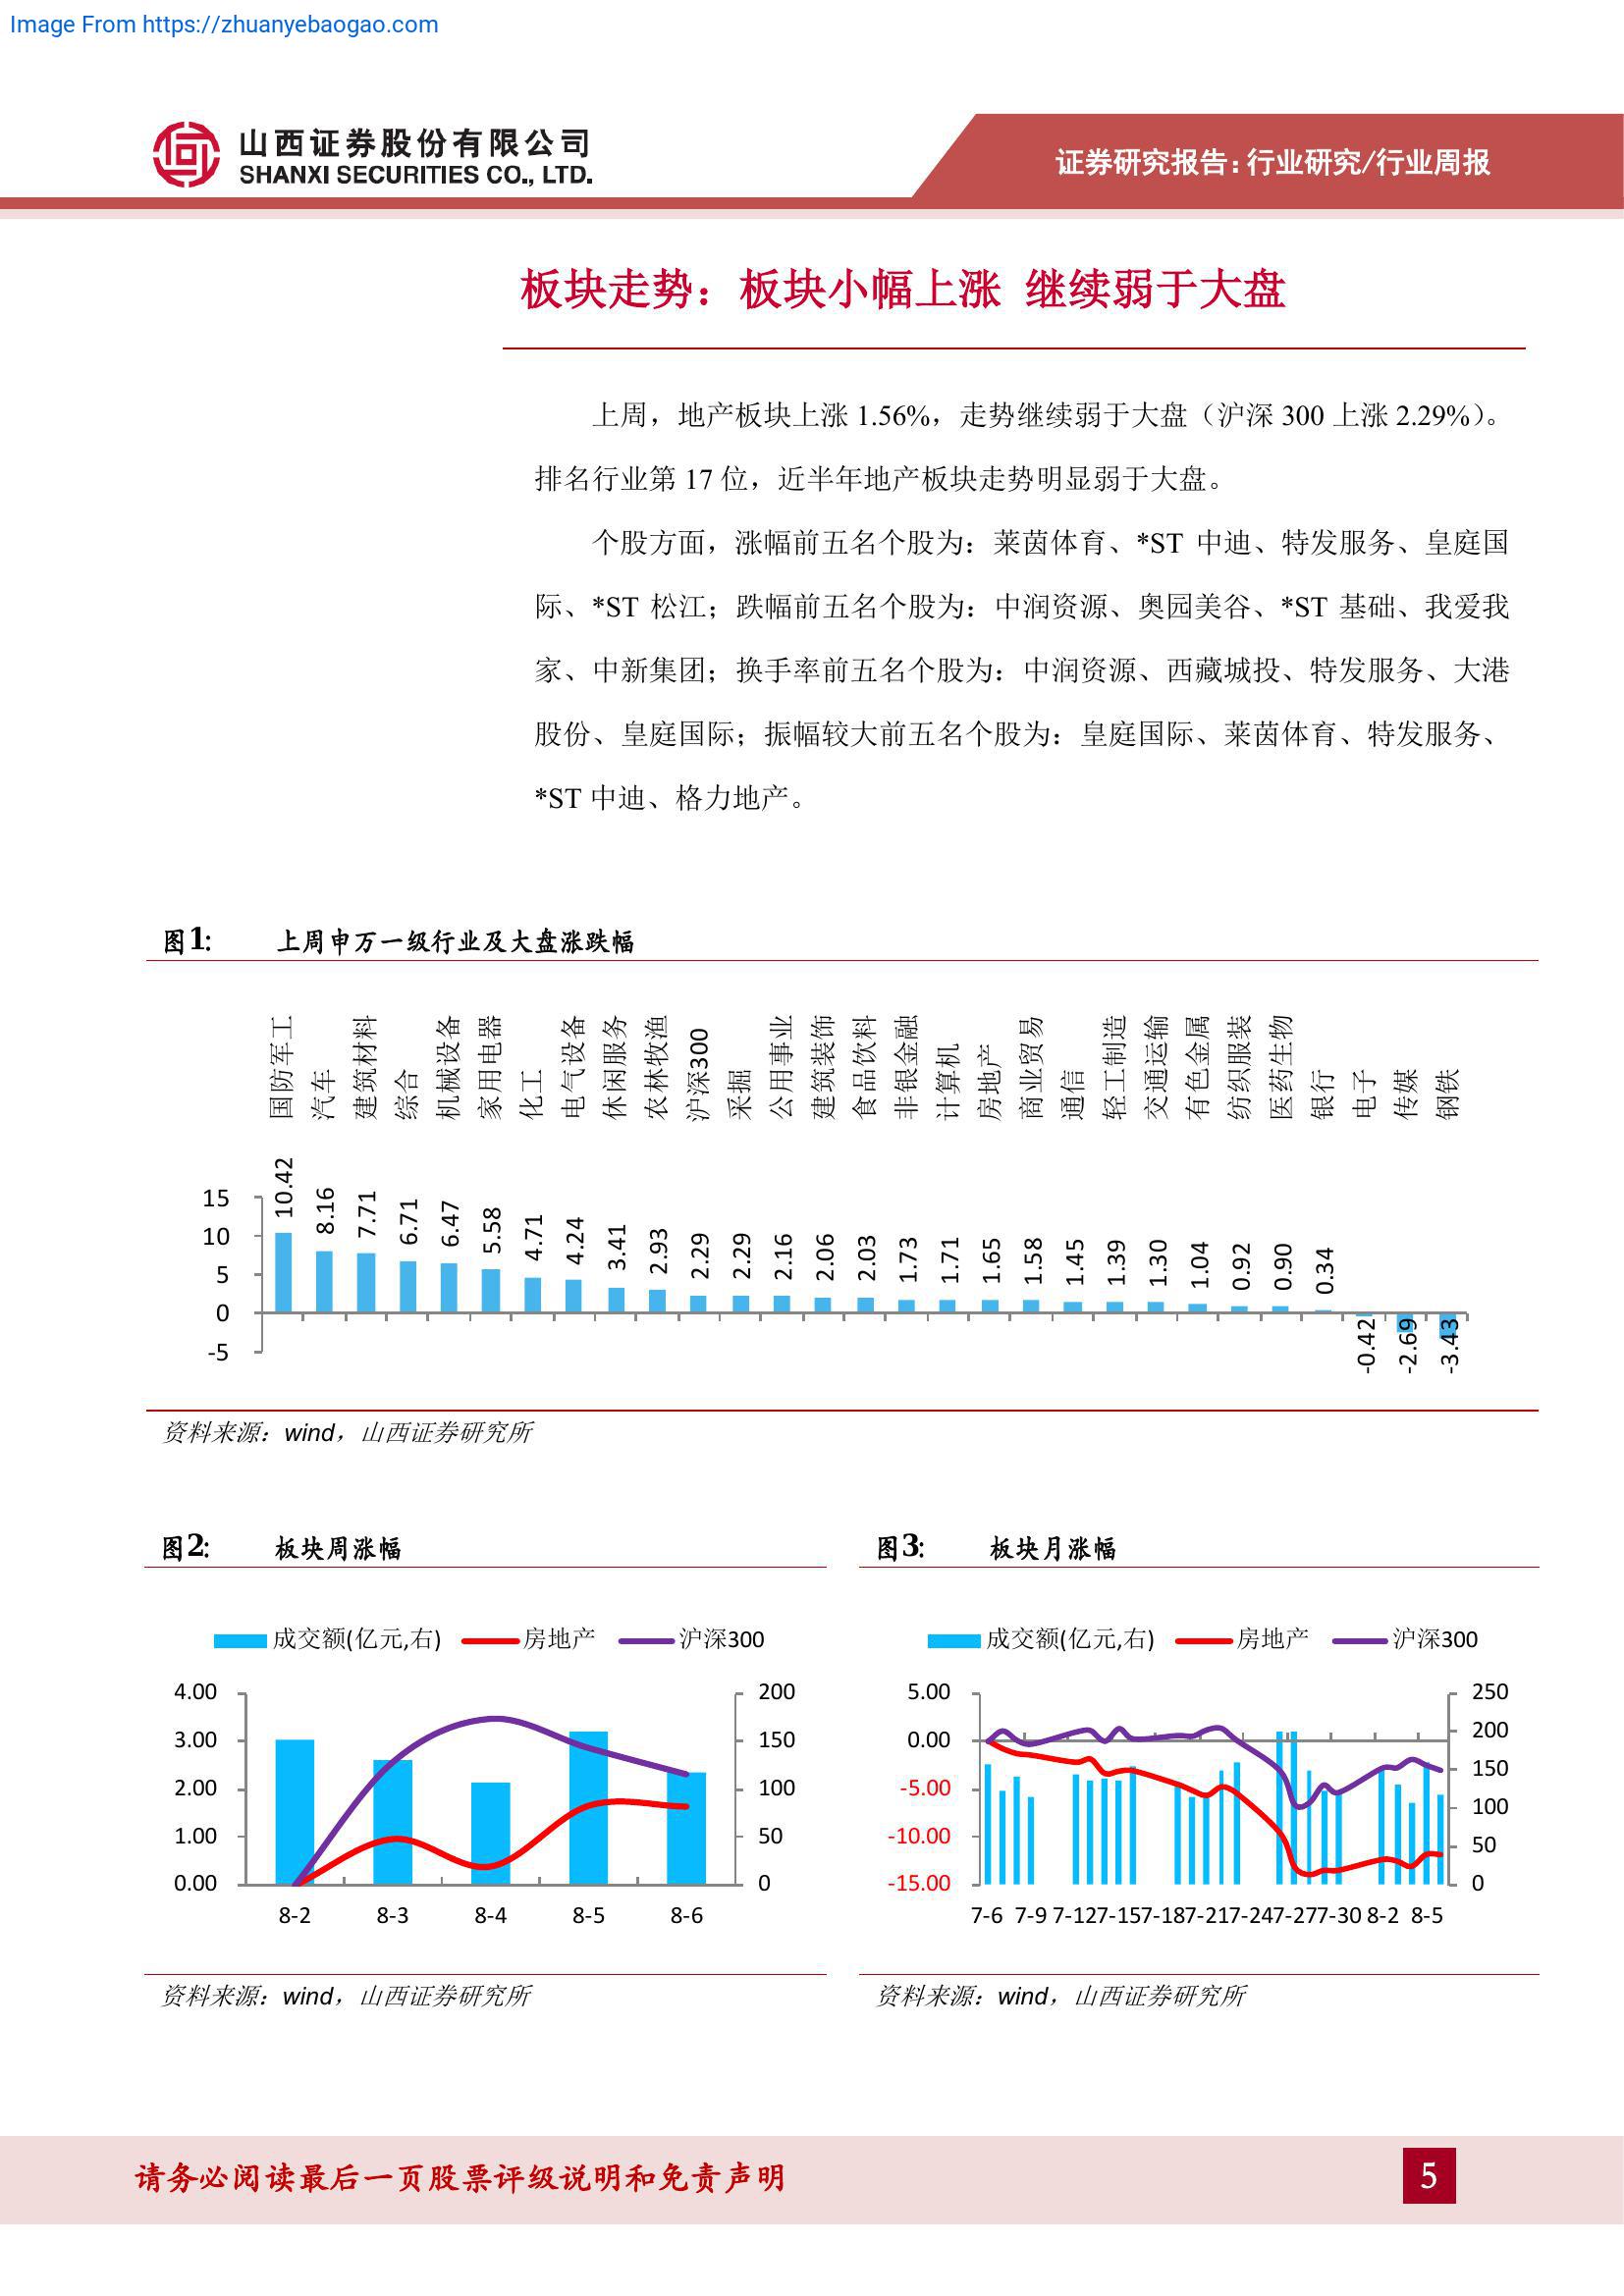 Image From https://zhuanyebaogao.com
山西证券股份有限公司
SHANXI SECURITIES CO., LTD.
证券研究报告:行业研究/行业周报
板块走势：板块小幅上涨 继续弱于大盘
上周，地产板块上涨 1.56%，走势继续弱于大盘（沪深 300 上涨 2.29%）。
排名行业第 17 位，近半年地产板块走势明显弱于大盘。
个股方面，涨幅前五名个股为：莱茵体育、*ST 中迪、特发服务、皇庭国
际、*ST 松江；跌幅前五名个股为：中润资源、奥园美谷、*ST 基础、我爱我
家、中新集团；换手率前五名个股为：中润资源、西藏城投、特发服务、大港
股份、皇庭国际；振幅较大前五名个股为：皇庭国际、莱茵体育、特发服务、
*ST 中迪、格力地产。
图1: 上周申万一级行业及大盘涨跌幅
国防军工 汽车 建筑材料 综合 机械设备 家用电器 化工 电气设备 休闲服务 农林牧渔 沪深300 采掘 公用事业 建筑装饰 食品饮料 非银金融 计算机 房地产 商业贸易 通信 轻工制造 交通运输 有色金属 纺织服装 医药生物 银行 电子 传媒 钢铁
10.42 8.16 7.71 6.71 6.47 5.58 4.71 4.24 3.41 2.93 2.29 2.29 2.16 2.06 2.03 1.73 1.71 1.65 1.58 1.45 1.39 1.30 1.04 0.92 0.90 0.34 -0.42 -2.69 -3.43
15
10
5
0
-5
资料来源：wind，山西证券研究所
图2: 板块周涨幅
成交额(亿元,右) 房地产 沪深300
4.00 200
3.00 150
2.00 100
1.00 50
0.00 0
8-2 8-3 8-4 8-5 8-6
资料来源：wind，山西证券研究所
图3: 板块月涨幅
成交额(亿元,右) 房地产 沪深300
5.00 250
0.00 200
-5.00 150
-10.00 100
-15.00 50
0
7-6 7-9 7-12 7-15 7-18 7-21 7-24 7-27 7-30 8-2 8-5
资料来源：wind，山西证券研究所
请务必阅读最后一页股票评级说明和免责声明
5